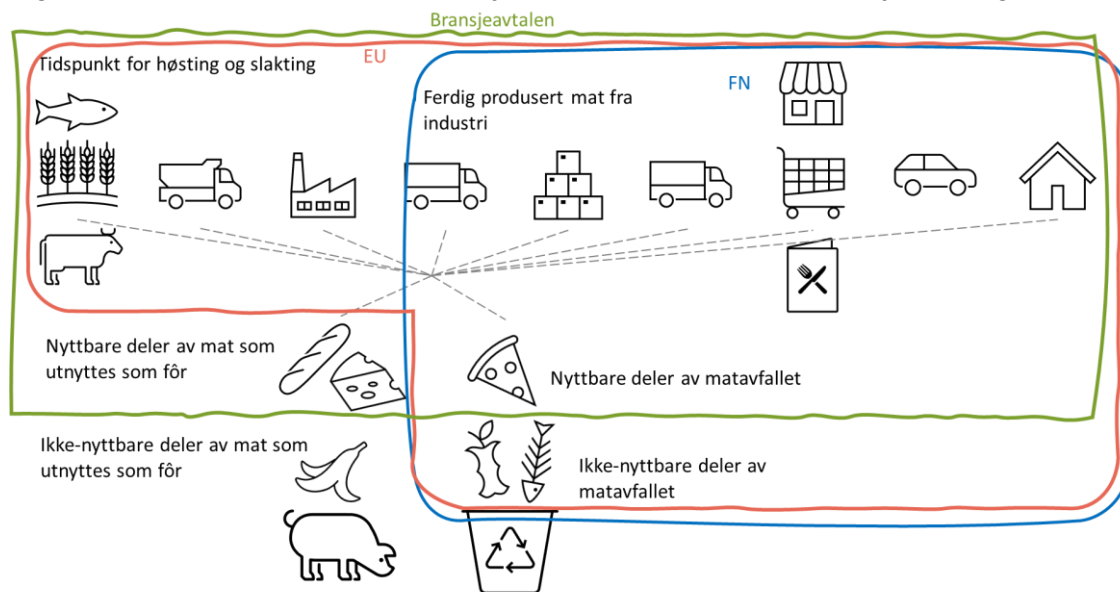 Bransjeavtalen
Tidspunkt for høsting og slakting
EU
FN
Ferdig produsert mat fra
industri
Nyttbare deler av mat som
utnyttes som fôr
Nyttbare deler av matavfallet
Ikke-nyttbare deler av mat som
utnyttes som fôr
Ikke-nyttbare deler av
matavfallet